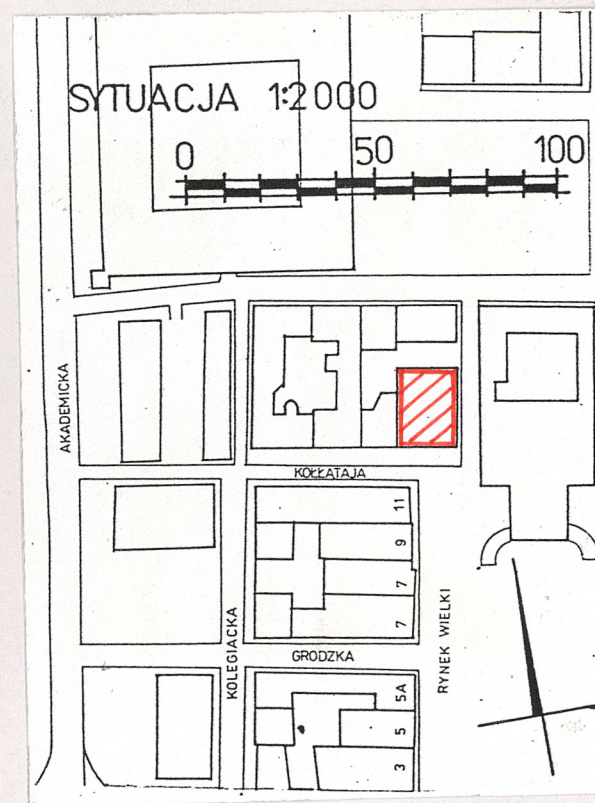 SYTUACJA 1:2000
0 50 100
AKADEMICKA
KOŁŁĄTAJA
11
9
7
7
KOLEGIACKA
RYNEK WIELKI
GRODZKA
5A
5
3